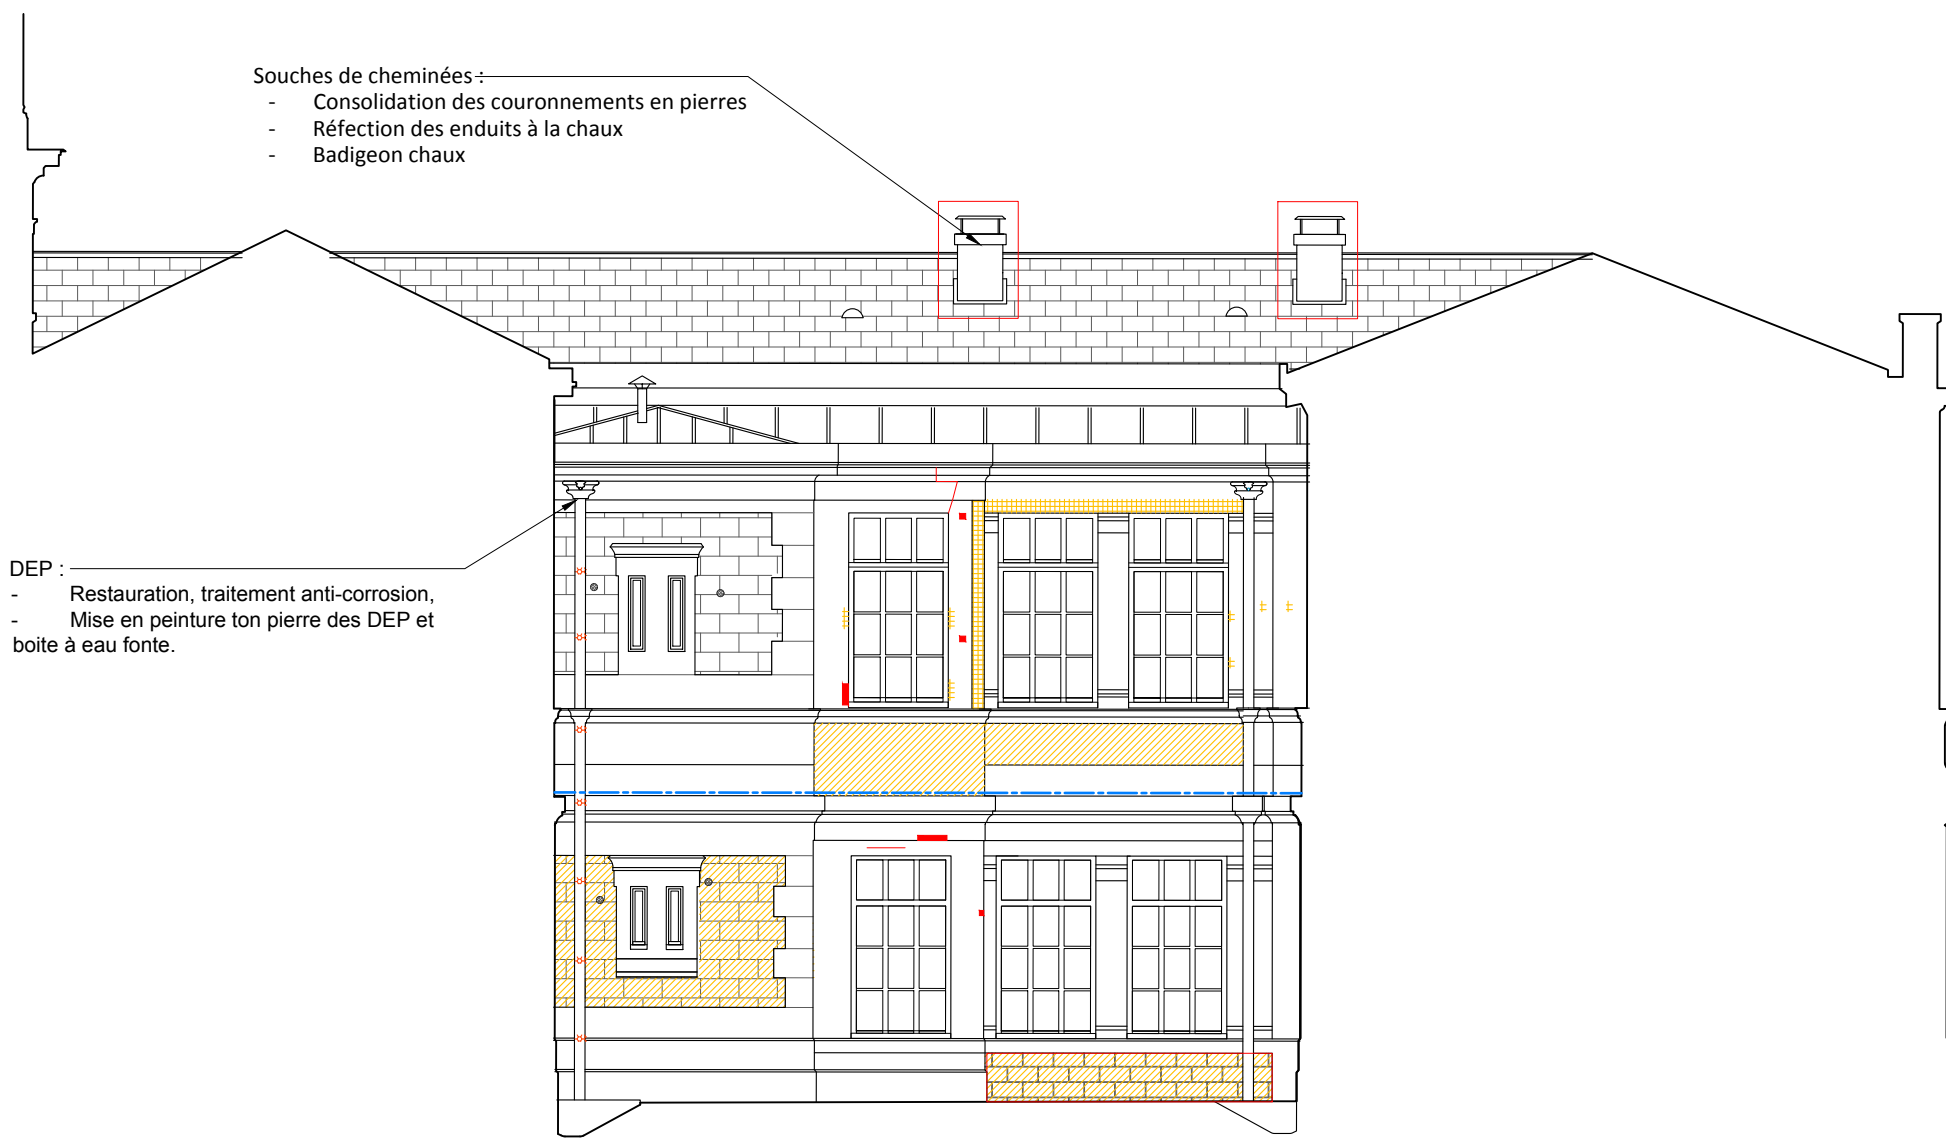 Souches de cheminées :
- Consolidation des couronnements en pierres
- Réfection des enduits à la chaux
- Badigeon chaux
DEP :
- Restauration, traitement anti-corrosion,
- Mise en peinture ton pierre des DEP et
boite à eau fonte.